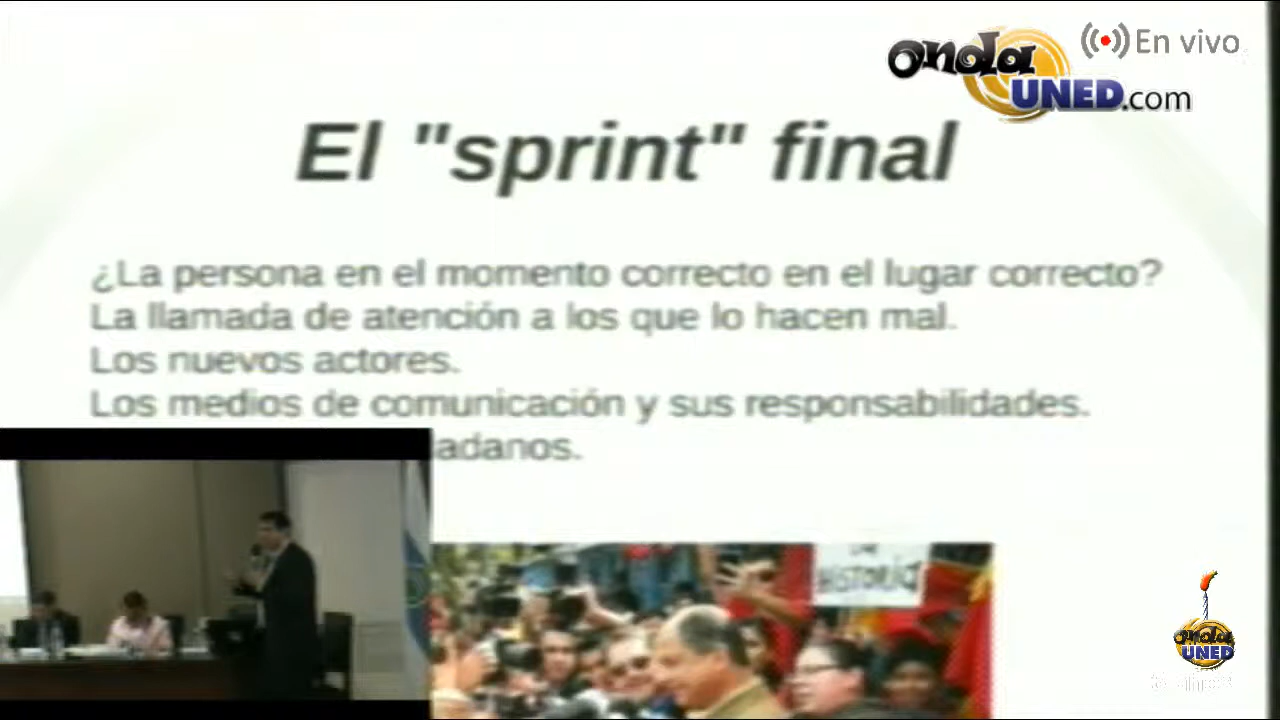 onda
UNED.com
En vivo
El "sprint" final
¿La persona en el momento correcto en el lugar correcto?
La llamada de atención a los que lo hacen mal.
Los nuevos actores.
Los medios de comunicación y sus responsabilidades.
adanos.
HISTORIA
onda
UNED